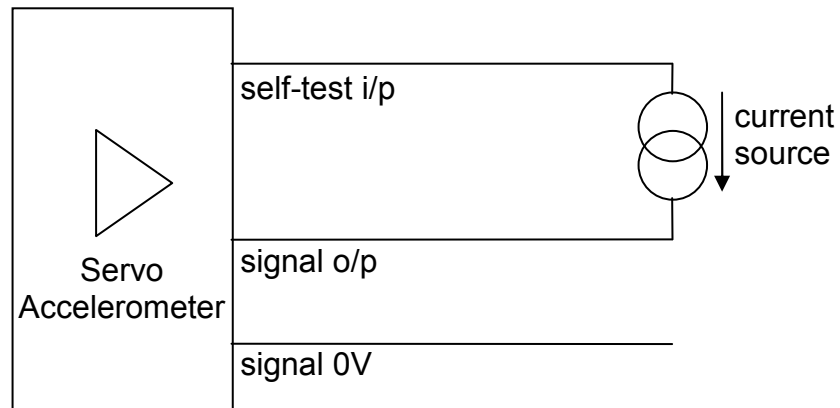 self-test i/p
current
source
signal o/p
Servo
Accelerometer
signal 0V